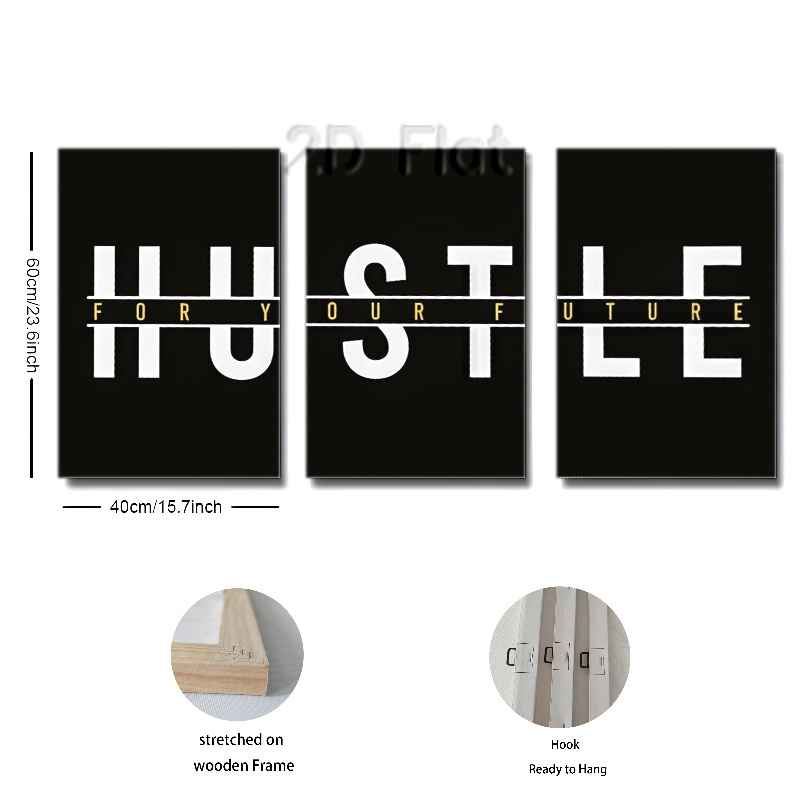 2D Flat
HUSTLE
FOR YOUR FUTURE
60cm/23.6inch
40cm/15.7inch
stretched on
wooden Frame
Hook
Ready to Hang